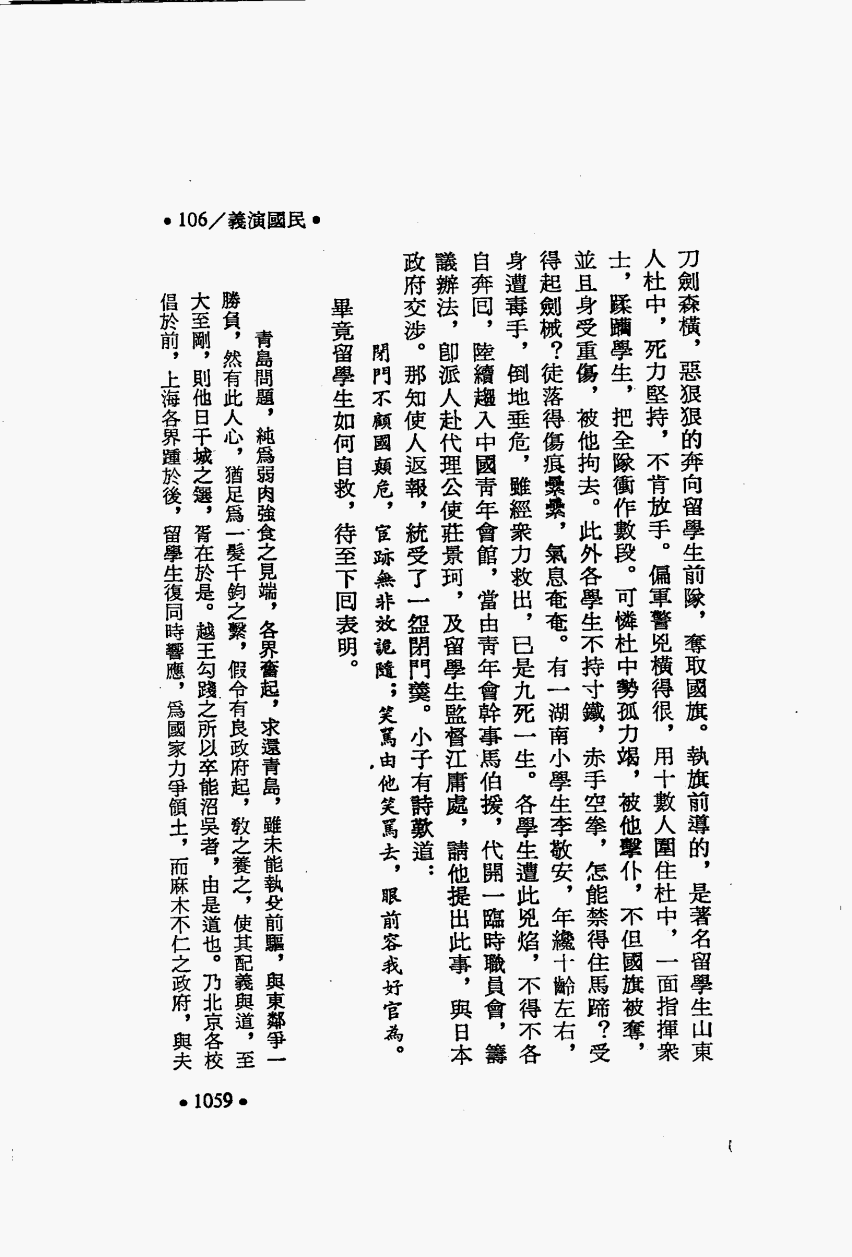 •106／義演國民•
刀劍森橫，惡狠狠的奔向留學生前隊，奪取國旗。執旗前導的，是著名留學生山東
人杜中，死力堅持，不肯放手。偏軍警兇橫得很，用十數人圍住杜中，一面指揮衆
士，蹂躪學生，把全隊衝作數段。可憐杜中勢孤力竭，被他擊仆，不但國旗被奪，
並且身受重傷，被他拘去。此外各學生不持寸鐵，赤手空拳，怎能禁得住馬蹄？受
得起劍械？徒落得傷痕纍纍，氣息奄奄。有一湖南小學生李敬安，年纔十齡左右，
身遭毒手，倒地垂危，雖經衆力救出，已是九死一生。各學生遭此兇焰，不得不各
自奔回，陸續趨入中國靑年會館，當由靑年會幹事馬伯援，代開一臨時職員會，籌
議辦法，卽派人赴代理公使莊景珂，及留學生監督江庸處，請他提出此事，與日本
政府交涉。那知使人返報，統受了一盌閉門羹。小子有詩歎道：
閉門不顧國顚危，宦跡無非效詭隨；笑罵由他笑罵去，眼前容我好官為。
畢竟留學生如何自救，待至下回表明。
靑島問題，純爲弱肉強食之見端，各界奮起，求還靑島，雖未能執殳前驅，與東鄰爭一
勝負，然有此人心，猶足爲一髮千鈞之繫，假令有良政府起，敎之養之，使其配義與道，至
大至剛，則他日干城之選，胥在於是。越王勾踐之所以卒能沼吳者，由是道也。乃北京各校
倡於前，上海各界踵於後，留學生復同時響應，爲國家力爭領土，而麻木不仁之政府，與夫
•1059•